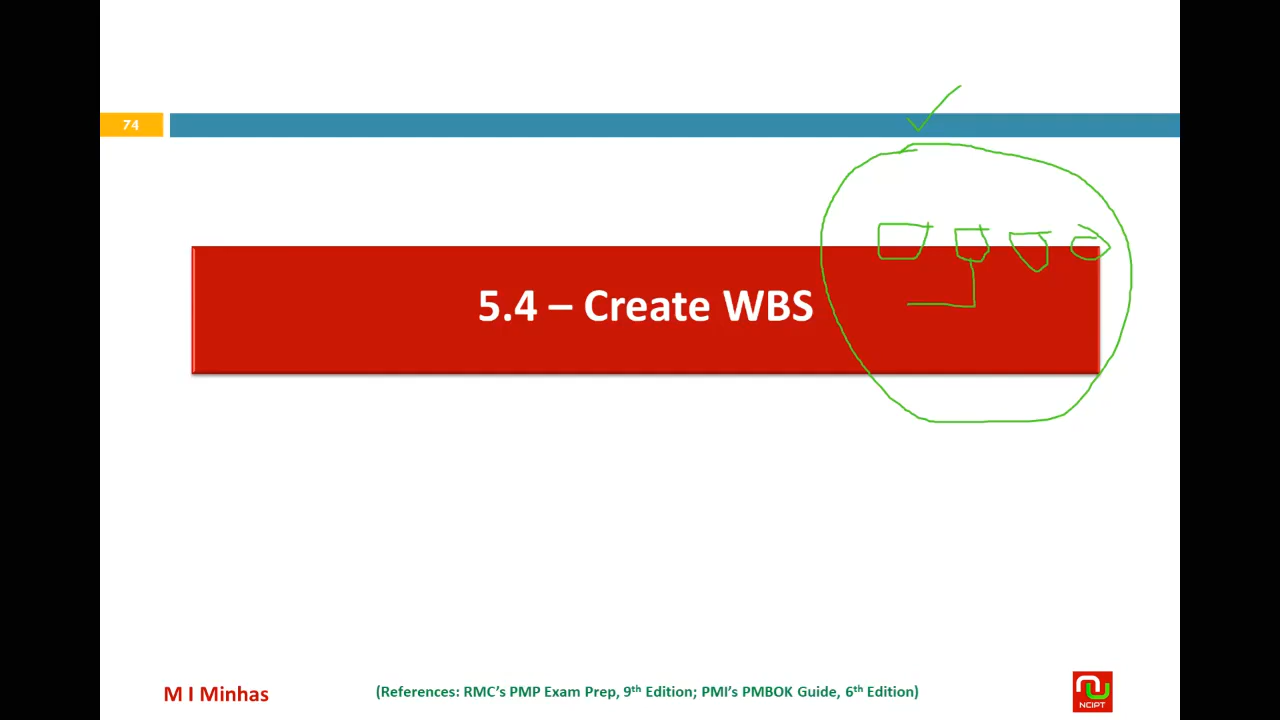 74
5.4 – Create WBS
M I Minhas
(References: RMC's PMP Exam Prep, 9th Edition; PMI's PMBOK Guide, 6th Edition)
NCIPT